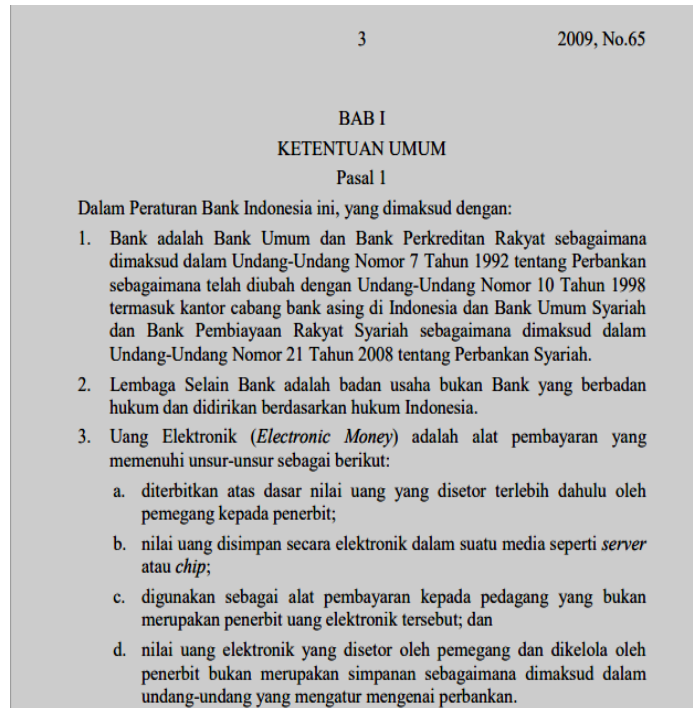 3 2009, No.65
BAB I
KETENTUAN UMUM
Pasal 1
Dalam Peraturan Bank Indonesia ini, yang dimaksud dengan:
1. Bank adalah Bank Umum dan Bank Perkreditan Rakyat sebagaimana
dimaksud dalam Undang-Undang Nomor 7 Tahun 1992 tentang Perbankan
sebagaimana telah diubah dengan Undang-Undang Nomor 10 Tahun 1998
termasuk kantor cabang bank asing di Indonesia dan Bank Umum Syariah
dan Bank Pembiayaan Rakyat Syariah sebagaimana dimaksud dalam
Undang-Undang Nomor 21 Tahun 2008 tentang Perbankan Syariah.
2. Lembaga Selain Bank adalah badan usaha bukan Bank yang berbadan
hukum dan didirikan berdasarkan hukum Indonesia.
3. Uang Elektronik (Electronic Money) adalah alat pembayaran yang
memenuhi unsur-unsur sebagai berikut:
a. diterbitkan atas dasar nilai uang yang disetor terlebih dahulu oleh
pemegang kepada penerbit;
b. nilai uang disimpan secara elektronik dalam suatu media seperti server
atau chip;
c. digunakan sebagai alat pembayaran kepada pedagang yang bukan
merupakan penerbit uang elektronik tersebut; dan
d. nilai uang elektronik yang disetor oleh pemegang dan dikelola oleh
penerbit bukan merupakan simpanan sebagaimana dimaksud dalam
undang-undang yang mengatur mengenai perbankan.